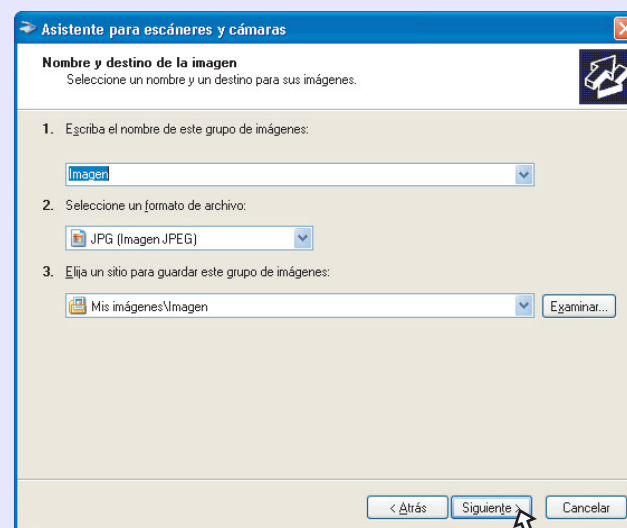 Asistente para escáneres y cámaras
Nombre y destino de la imagen
Seleccione un nombre y un destino para sus imágenes.
1. Escriba el nombre de este grupo de imágenes:
Imagen
2. Seleccione un formato de archivo:
JPG (Imagen JPEG)
3. Elija un sitio para guardar este grupo de imágenes:
Mis imágenes\Imagen
Examinar...
< Atrás
Siguiente >
Cancelar